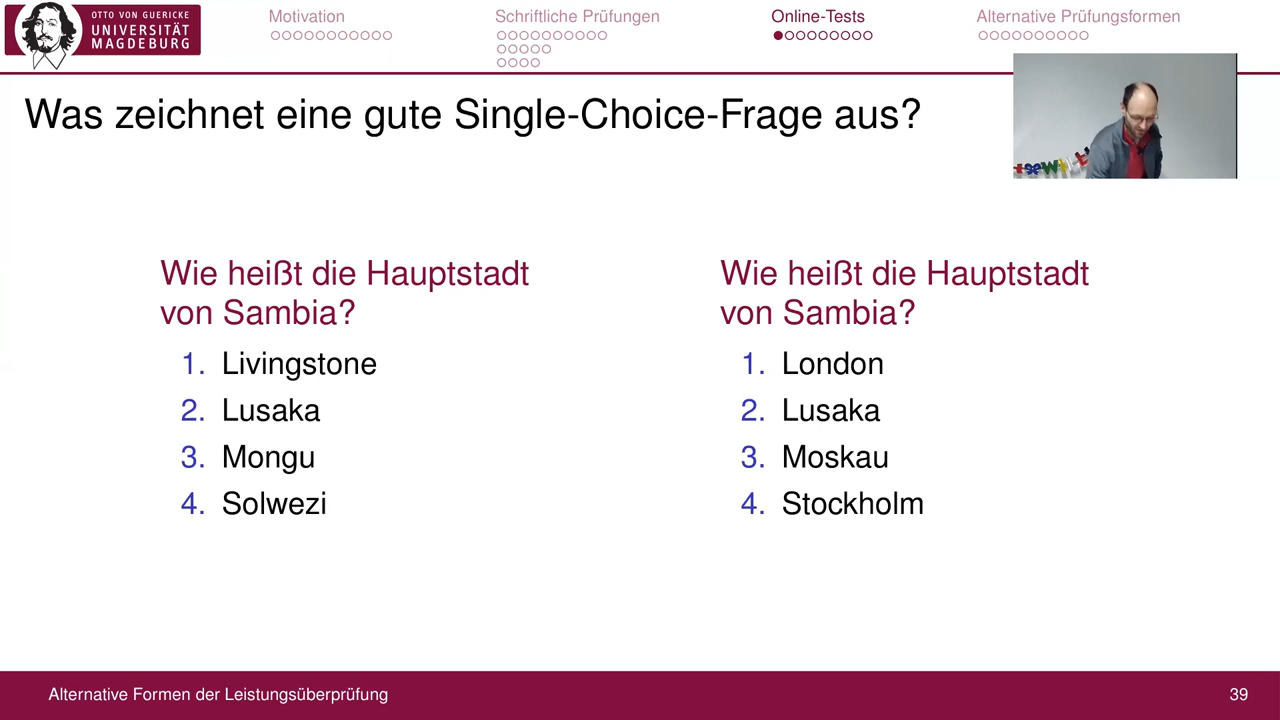 OTTO VON GUERICKE
UNIVERSITÄT
MAGDEBURG
Motivation
Schriftliche Prüfungen
Online-Tests
Alternative Prüfungsformen
Was zeichnet eine gute Single-Choice-Frage aus?
Wie heißt die Hauptstadt
von Sambia?
1. Livingstone
2. Lusaka
3. Mongu
4. Solwezi
Wie heißt die Hauptstadt
von Sambia?
1. London
2. Lusaka
3. Moskau
4. Stockholm
Alternative Formen der Leistungsüberprüfung
39